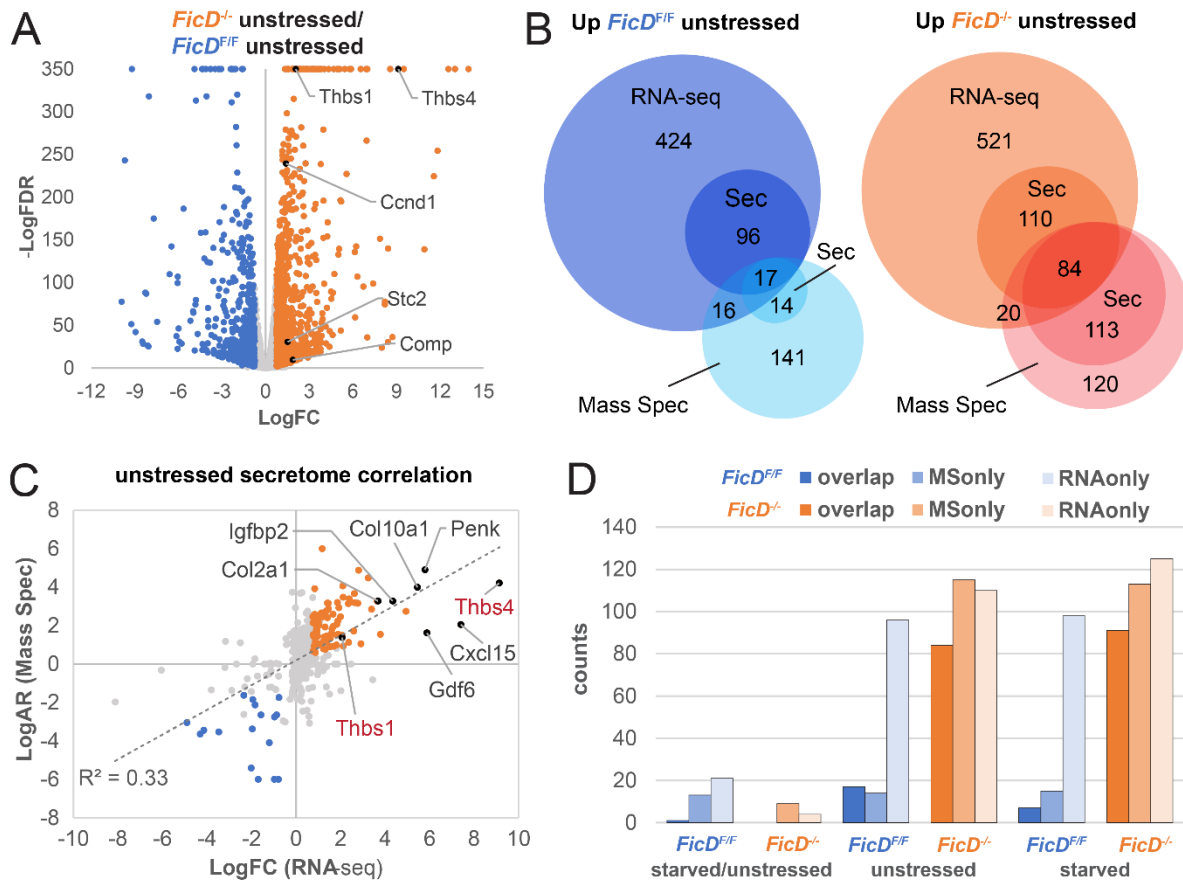 A
FicD-/- unstressed/
FicDF/F unstressed
350
300
250
200
150
100
50
0
-LogFDR
Thbs1
Thbs4
Ccnd1
Stc2
Comp
-12 -9 -6 -3 0 3 6 9 12 15
LogFC
B
Up FicDF/F unstressed
RNA-seq
424
Sec
96
17
Sec
16
14
141
Mass Spec
Up FicD-/- unstressed
RNA-seq
521
Sec
110
84
20
Sec
113
120
Mass Spec
C
unstressed secretome correlation
8
6
4
2
0
-2
-4
-6
-8
LogAR (Mass Spec)
Igfbp2
Col10a1
Penk
Col2a1
Thbs4
Cxcl15
Gdf6
Thbs1
R² = 0.33
-10 -8 -6 -4 -2 0 2 4 6 8 10
LogFC (RNA-seq)
D
FicDF/F overlap MSonly RNAonly
FicD-/- overlap MSonly RNAonly
140
120
100
80
60
40
20
0
counts
FicDF/F FicD-/- FicDF/F FicD-/- FicDF/F FicD-/-
starved/unstressed unstressed starved